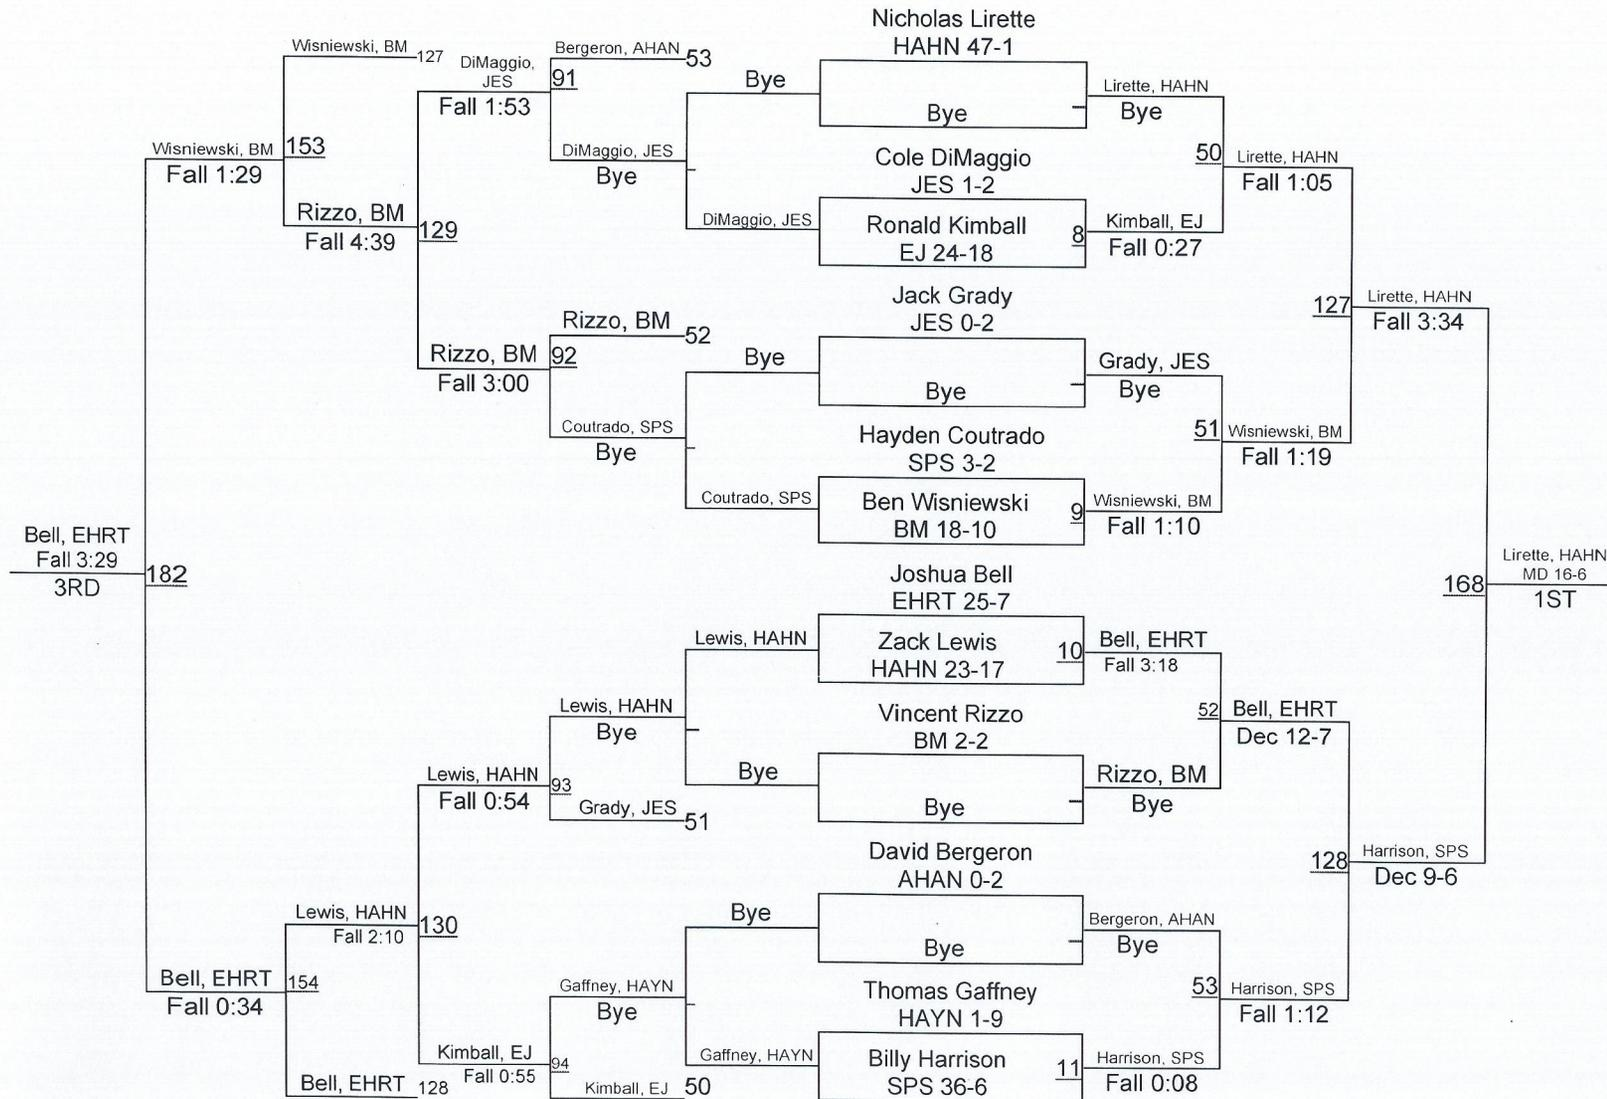 Nicholas Lirette
HAHN 47-1
Bye
Bye
Lirette, HAHN
Bye
50
Lirette, HAHN
Fall 1:05
Cole DiMaggio
JES 1-2
Ronald Kimball
EJ 24-18
8
Kimball, EJ
Fall 0:27
Jack Grady
JES 0-2
Bye
Bye
Grady, JES
Bye
51
Wisniewski, BM
Fall 1:19
Hayden Coutrado
SPS 3-2
Ben Wisniewski
BM 18-10
9
Wisniewski, BM
Fall 1:10
127
Lirette, HAHN
Fall 3:34
Joshua Bell
EHRT 25-7
Zack Lewis
HAHN 23-17
10
Bell, EHRT
Fall 3:18
52
Bell, EHRT
Dec 12-7
Vincent Rizzo
BM 2-2
Bye
Bye
Rizzo, BM
Bye
David Bergeron
AHAN 0-2
Bye
Bye
Bergeron, AHAN
Bye
53
Harrison, SPS
Fall 1:12
Thomas Gaffney
HAYN 1-9
Billy Harrison
SPS 36-6
11
Harrison, SPS
Fall 0:08
128
Harrison, SPS
Dec 9-6
168
Lirette, HAHN
MD 16-6
1ST
Wisniewski, BM
127
DiMaggio,
JES
Fall 1:53
Bergeron, AHAN
53
91
DiMaggio, JES
Bye
DiMaggio, JES
Wisniewski, BM
Fall 1:29
153
Rizzo, BM
Fall 4:39
129
Rizzo, BM
Fall 3:00
Rizzo, BM
52
92
Coutrado, SPS
Bye
Coutrado, SPS
Bell, EHRT
Fall 3:29
3RD
182
Lewis, HAHN
Lewis, HAHN
Bye
Lewis, HAHN
Fall 0:54
93
Grady, JES
51
Lewis, HAHN
Fall 2:10
130
Bell, EHRT
Fall 0:34
154
Gaffney, HAYN
Bye
Gaffney, HAYN
Kimball, EJ
Fall 0:55
94
Kimball, EJ
50
Bell, EHRT
128